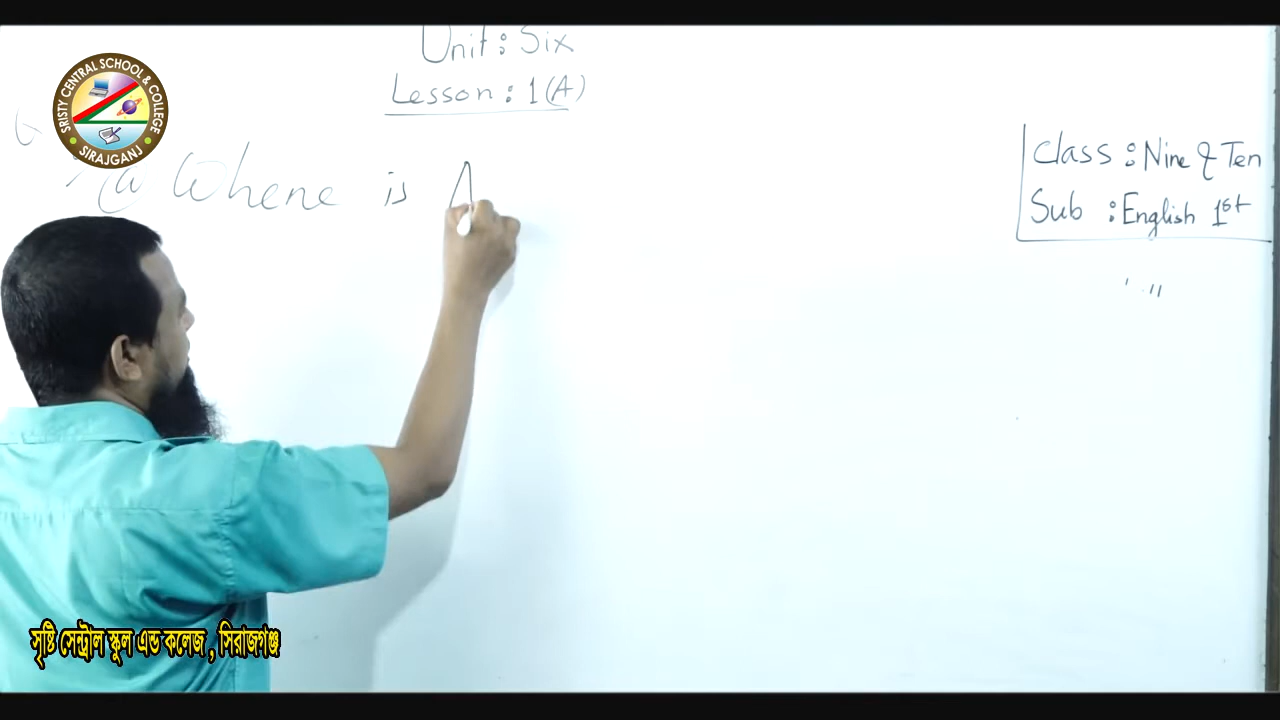 Unit: Six
Lesson: 1(A)
SRISTY CENTRAL SCHOOL & COLLEGE
SIRAJGANJ
(a) Where is A
Class: Nine & Ten
Sub: English 1st
" "
সৃষ্টি সেন্ট্রাল স্কুল এন্ড কলেজ, সিরাজগঞ্জ